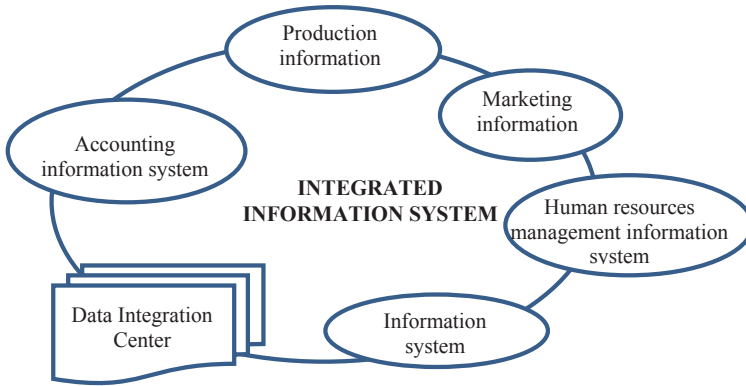 Production
information
Marketing
information
Accounting
information system
INTEGRATED
INFORMATION SYSTEM
Human resources
management information
system
Data Integration
Center
Information
system